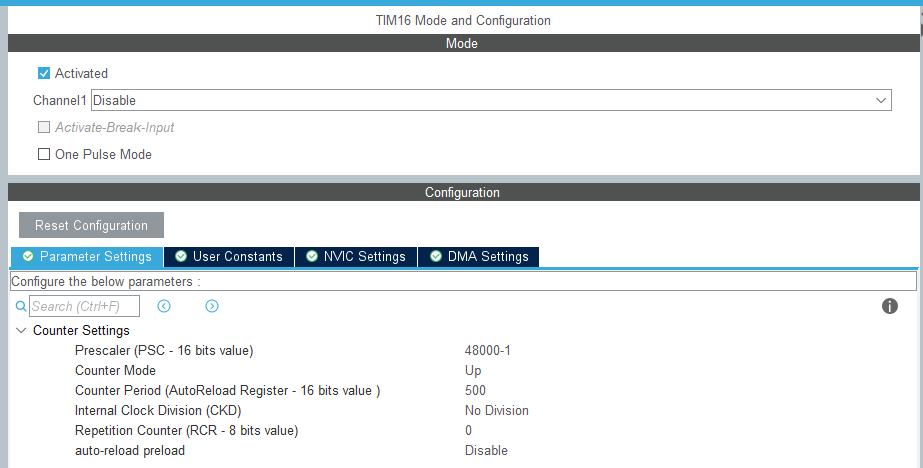 TIM16 Mode and Configuration
Mode
Activated
Channel1 Disable
Activate-Break-Input
One Pulse Mode
Configuration
Reset Configuration
Parameter Settings User Constants NVIC Settings DMA Settings
Configure the below parameters :
Search (Ctrl+F)
Counter Settings
Prescaler (PSC - 16 bits value) 48000-1
Counter Mode Up
Counter Period (AutoReload Register - 16 bits value ) 500
Internal Clock Division (CKD) No Division
Repetition Counter (RCR - 8 bits value) 0
auto-reload preload Disable